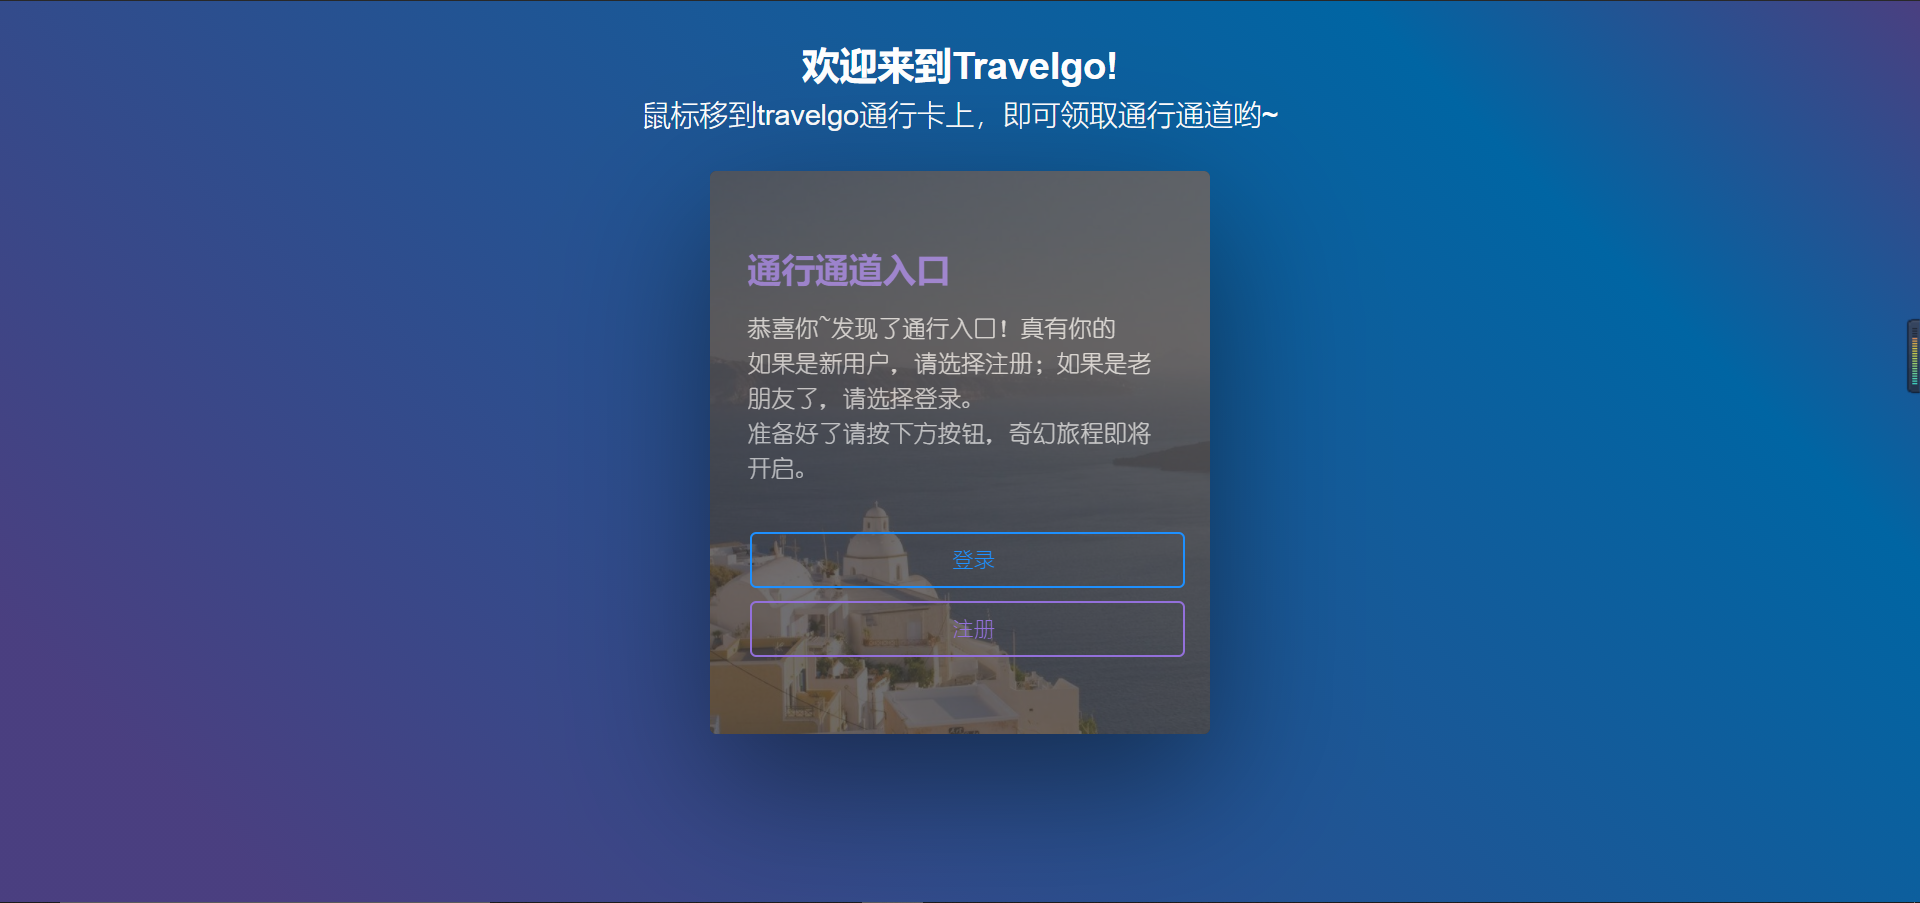 欢迎来到Travelgo!
鼠标移到travelgo通行卡上，即可领取通行通道哟~
通行通道入口
恭喜你~发现了通行入口！真有你的
如果是新用户，请选择注册；如果是老
朋友了，请选择登录。
准备好了请按下方按钮，奇幻旅程即将
开启。
登录
注册